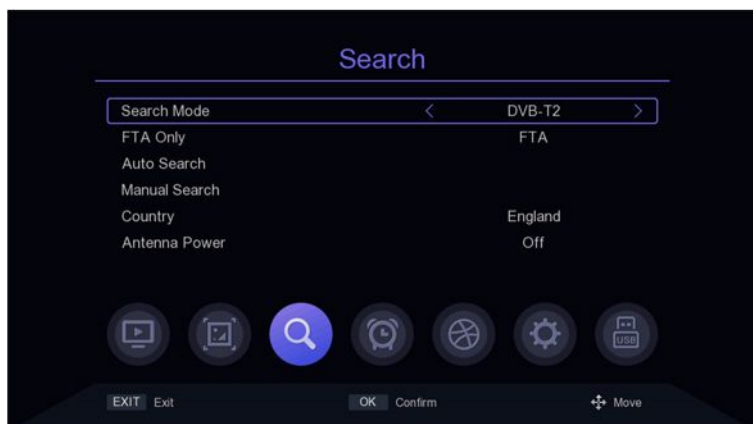 Search
Search Mode < DVB-T2 >
FTA Only FTA
Auto Search
Manual Search
Country England
Antenna Power Off
USB
EXIT Exit OK Confirm Move